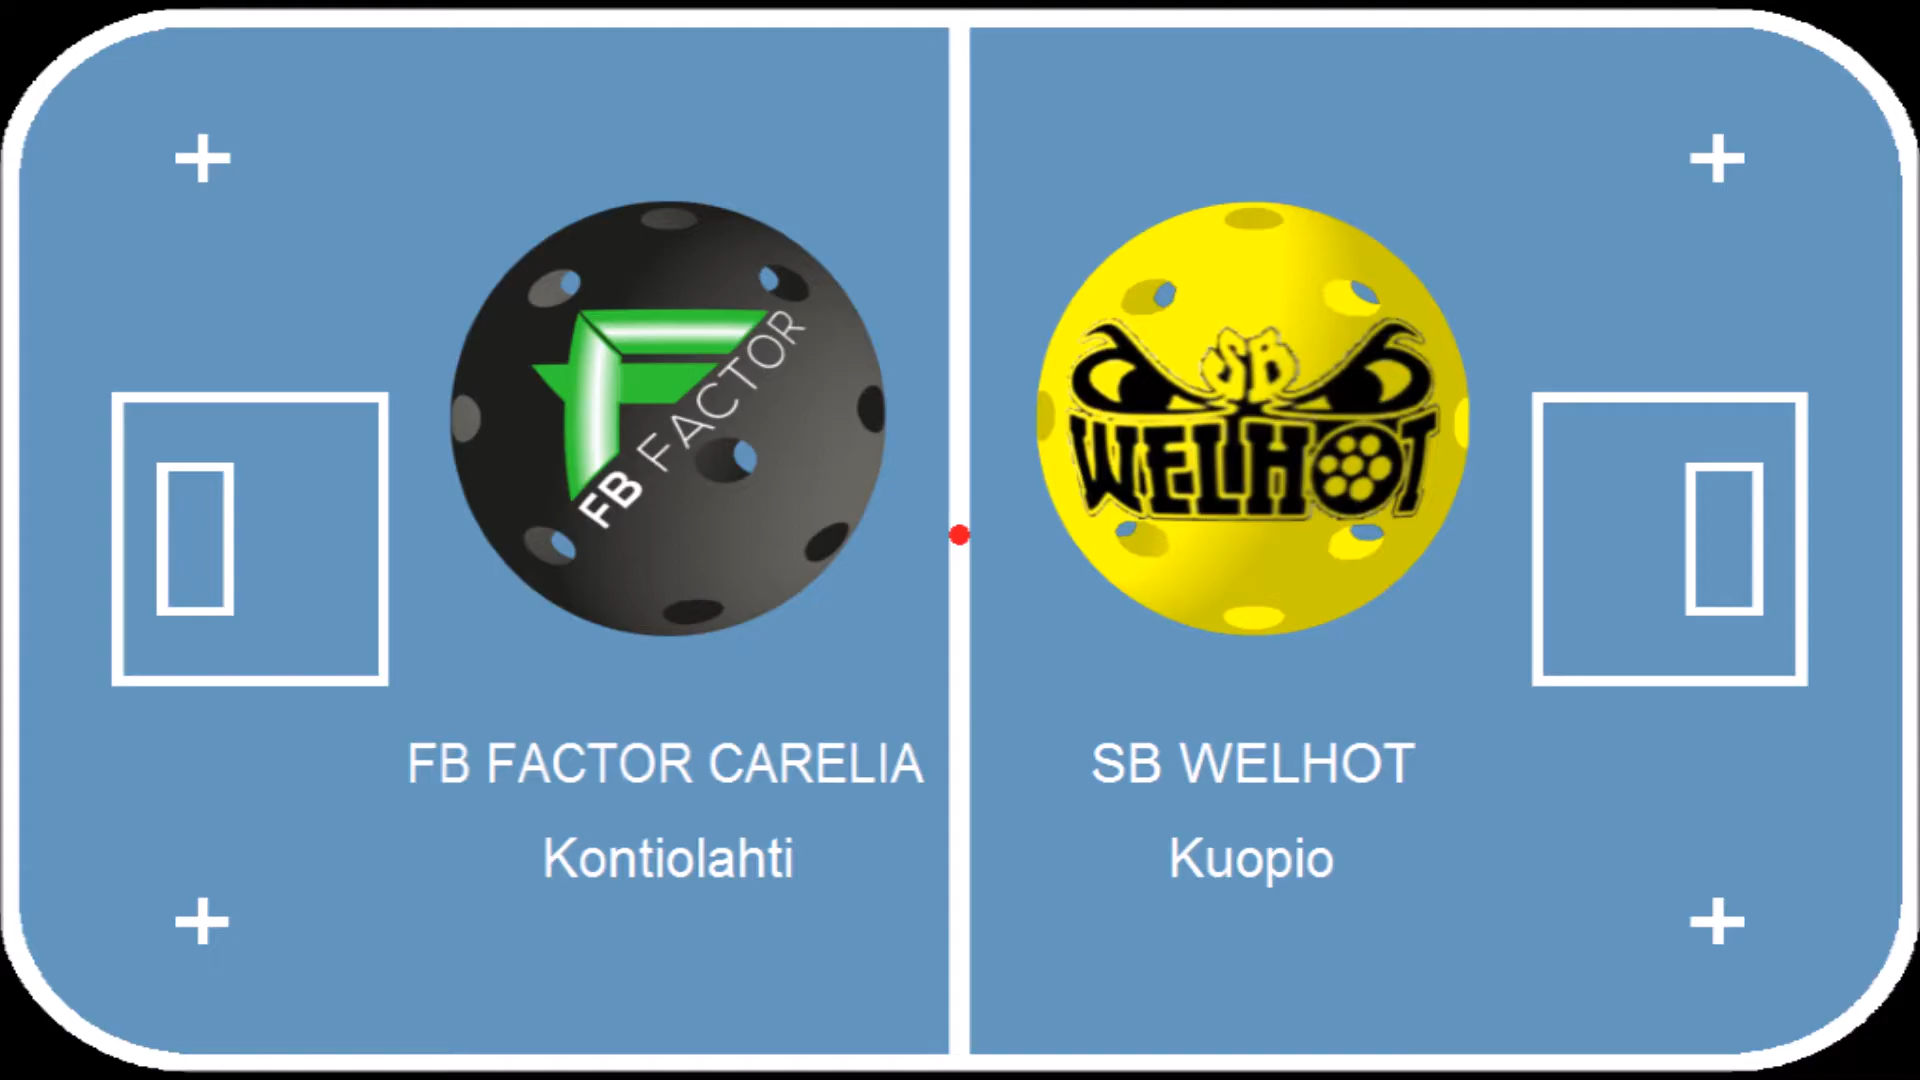 FB FACTOR
SB
WELHOT
FB FACTOR CARELIA
SB WELHOT
Kontiolahti
Kuopio